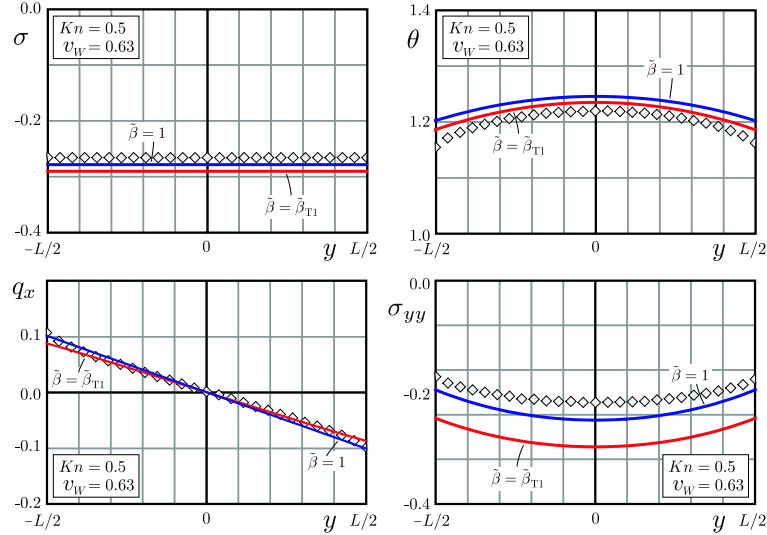 0.0
σ
Kn = 0.5
v_W = 0.63
β̃ = 1
-0.2
β̃ = β̃_T1
-0.4
-L/2
0
y
L/2
1.4
θ
Kn = 0.5
v_W = 0.63
β̃ = 1
1.2
β̃ = β̃_T1
1.0
-L/2
0
y
L/2
q_x
0.1
β̃ = β̃_T1
0.0
-0.1
β̃ = 1
Kn = 0.5
v_W = 0.63
-0.2
-L/2
0
y
L/2
0.0
σ_yy
β̃ = 1
-0.2
β̃ = β̃_T1
Kn = 0.5
v_W = 0.63
-0.4
-L/2
0
y
L/2